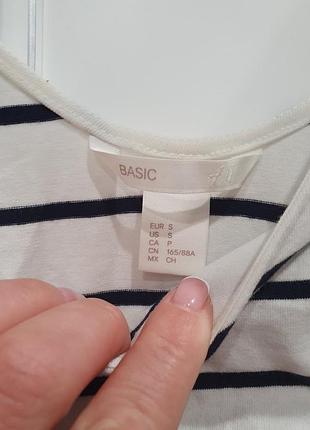 BASIC
EUR S
US S
CA P
CN 165/88A
MX CH